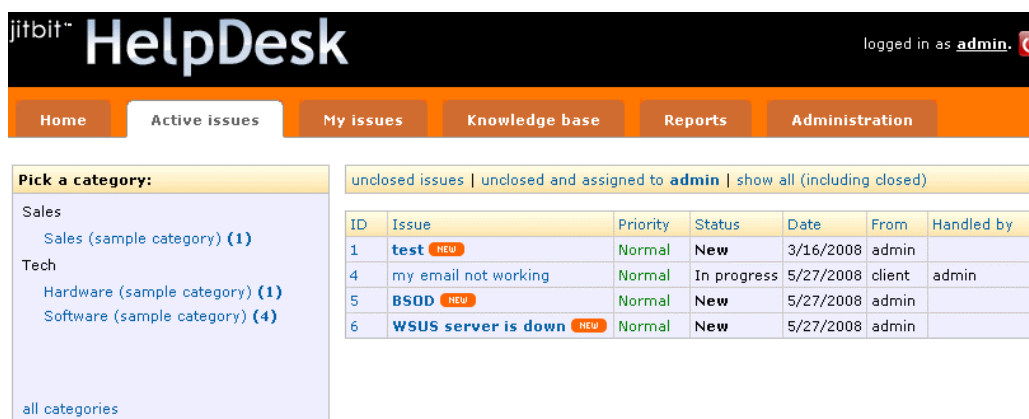 jitbit™ HelpDesk
logged in as admin.
Home Active issues My issues Knowledge base Reports Administration
Pick a category:
Sales
Sales (sample category) (1)
Tech
Hardware (sample category) (1)
Software (sample category) (4)
all categories
unclosed issues | unclosed and assigned to admin | show all (including closed)
ID Issue Priority Status Date From Handled by
1 test NEW Normal New 3/16/2008 admin
4 my email not working Normal In progress 5/27/2008 client admin
5 BSOD NEW Normal New 5/27/2008 admin
6 WSUS server is down NEW Normal New 5/27/2008 admin